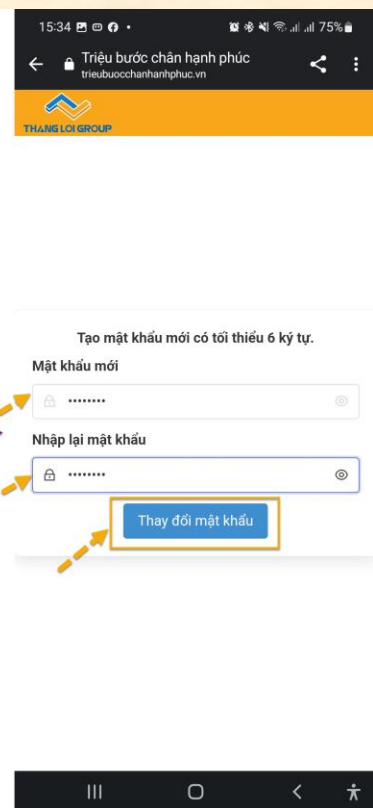 15:34 75%
Triệu bước chân hạnh phúc
trieubuocchanhanhphuc.vn
THANG LOI GROUP
Tạo mật khẩu mới có tối thiểu 6 ký tự.
Mật khẩu mới
••••••••
Nhập lại mật khẩu
••••••••
Thay đổi mật khẩu